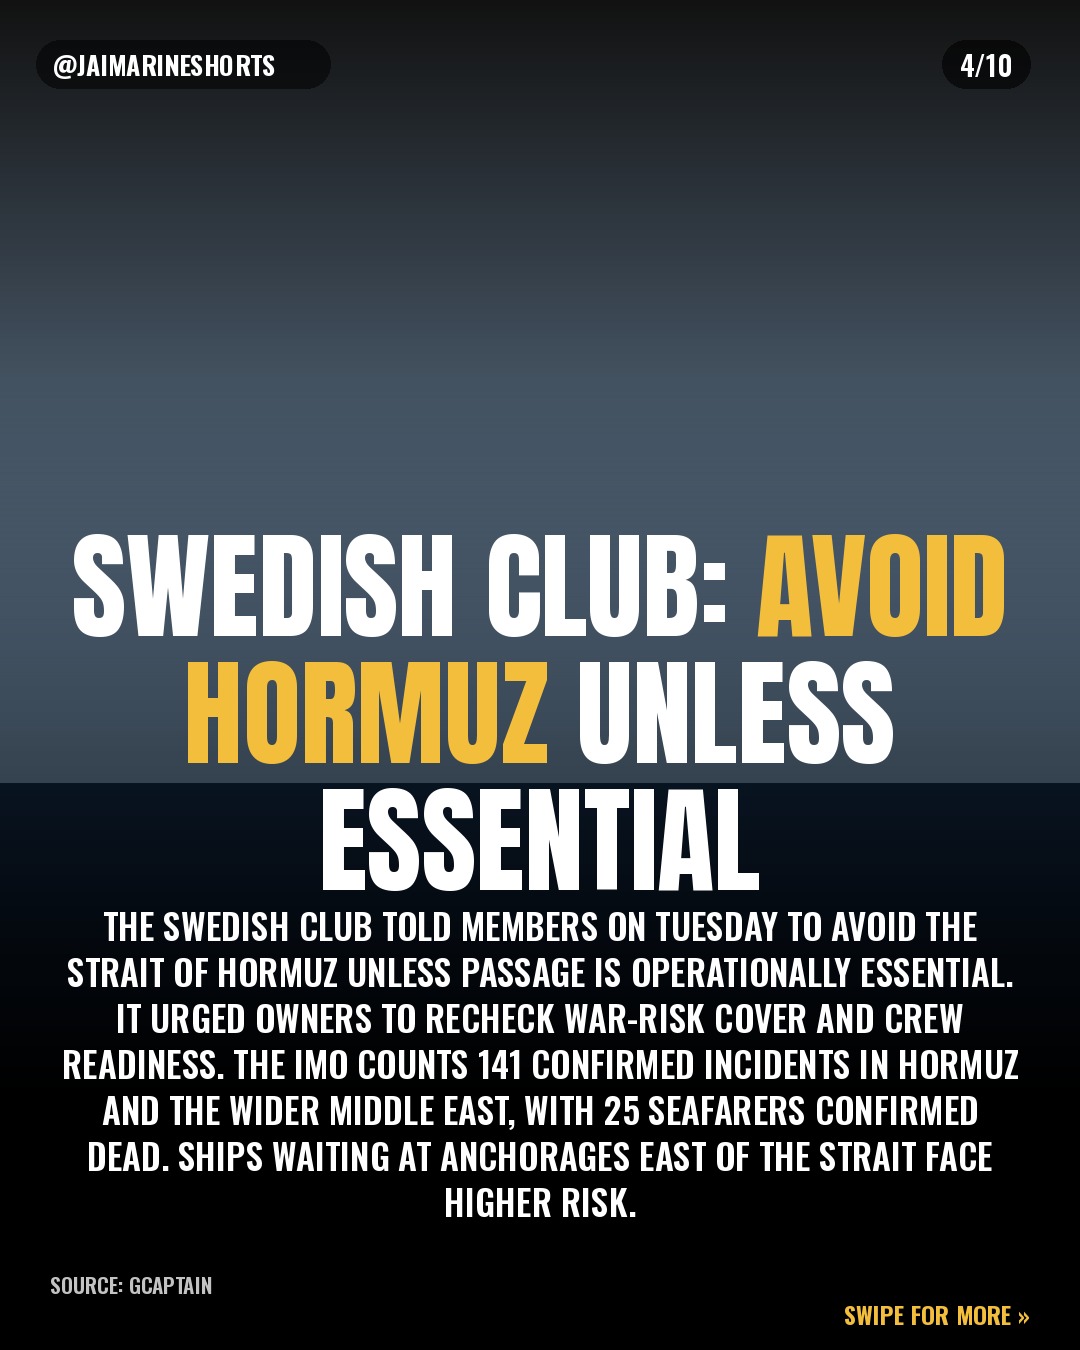 @JAIMARINESHORTS
4/10
SWEDISH CLUB: AVOID
HORMUZ UNLESS
ESSENTIAL
THE SWEDISH CLUB TOLD MEMBERS ON TUESDAY TO AVOID THE
STRAIT OF HORMUZ UNLESS PASSAGE IS OPERATIONALLY ESSENTIAL.
IT URGED OWNERS TO RECHECK WAR-RISK COVER AND CREW
READINESS. THE IMO COUNTS 141 CONFIRMED INCIDENTS IN HORMUZ
AND THE WIDER MIDDLE EAST, WITH 25 SEAFARERS CONFIRMED
DEAD. SHIPS WAITING AT ANCHORAGES EAST OF THE STRAIT FACE
HIGHER RISK.
SOURCE: GCAPTAIN
SWIPE FOR MORE »